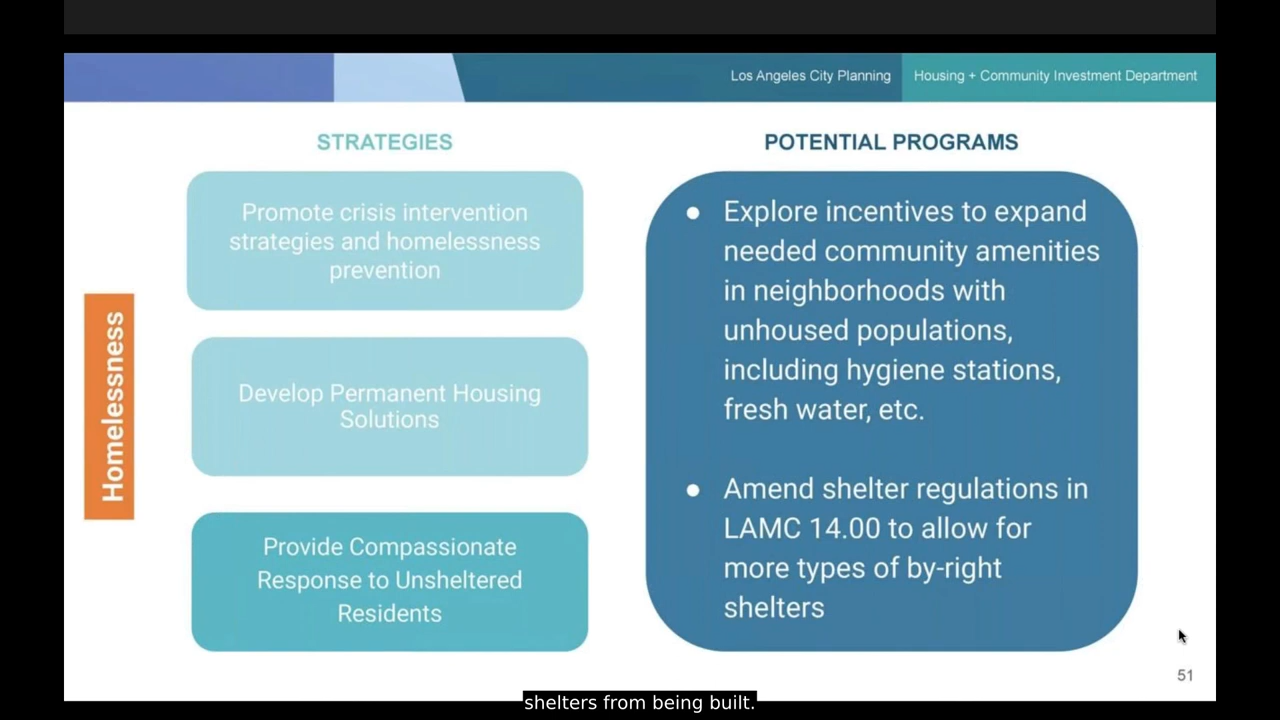 Los Angeles City Planning
Housing + Community Investment Department
STRATEGIES
Promote crisis intervention
strategies and homelessness
prevention
Develop Permanent Housing
Solutions
Provide Compassionate
Response to Unsheltered
Residents
Homelessness
POTENTIAL PROGRAMS
● Explore incentives to expand
needed community amenities
in neighborhoods with
unhoused populations,
including hygiene stations,
fresh water, etc.
● Amend shelter regulations in
LAMC 14.00 to allow for
more types of by-right
shelters
51
shelters from being built.